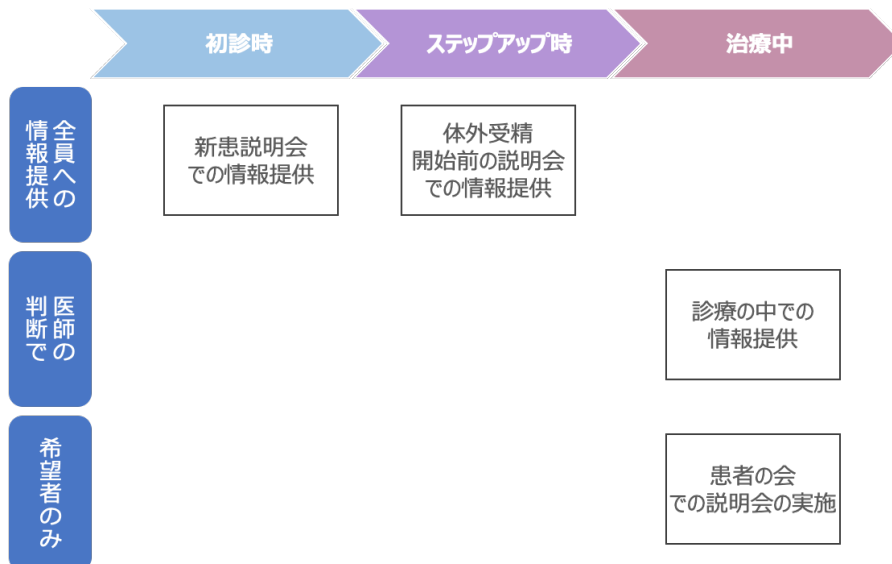 初診時
ステップアップ時
治療中
全員への
情報提供
新患説明会
での情報提供
体外受精
開始前の説明会
での情報提供
医師の
判断で
診療の中での
情報提供
希望者のみ
患者の会
での説明会の実施